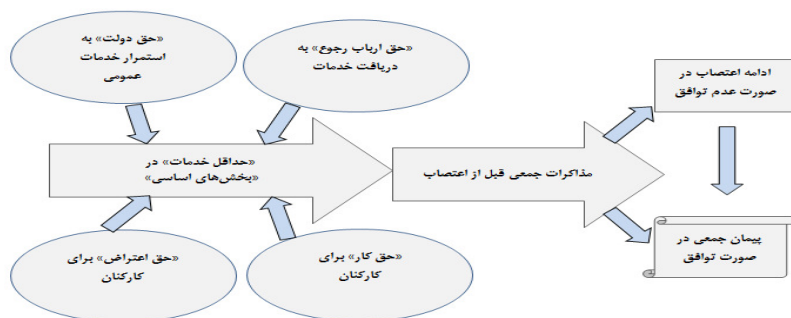 «حق دولت» به
استمرار خدمات
عمومی
«حق ارباب رجوع» به
دریافت خدمات
ادامه اعتصاب در
صورت عدم توافق
«حداقل خدمات» در
«بخش‌های اساسی»
مذاکرات جمعی قبل از اعتصاب
«حق اعتراض» برای
کارکنان
«حق کار» برای
کارکنان
پیمان جمعی در
صورت توافق